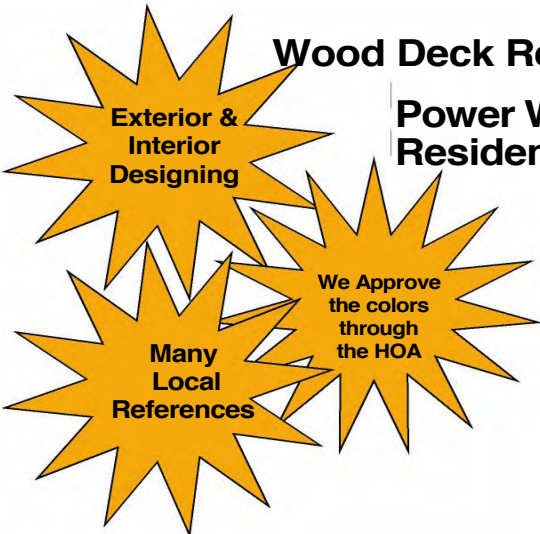 Wood Deck
Power
Exterior &
Interior
Designing
We Approve
the colors
through
the HOA
Many
Local
References